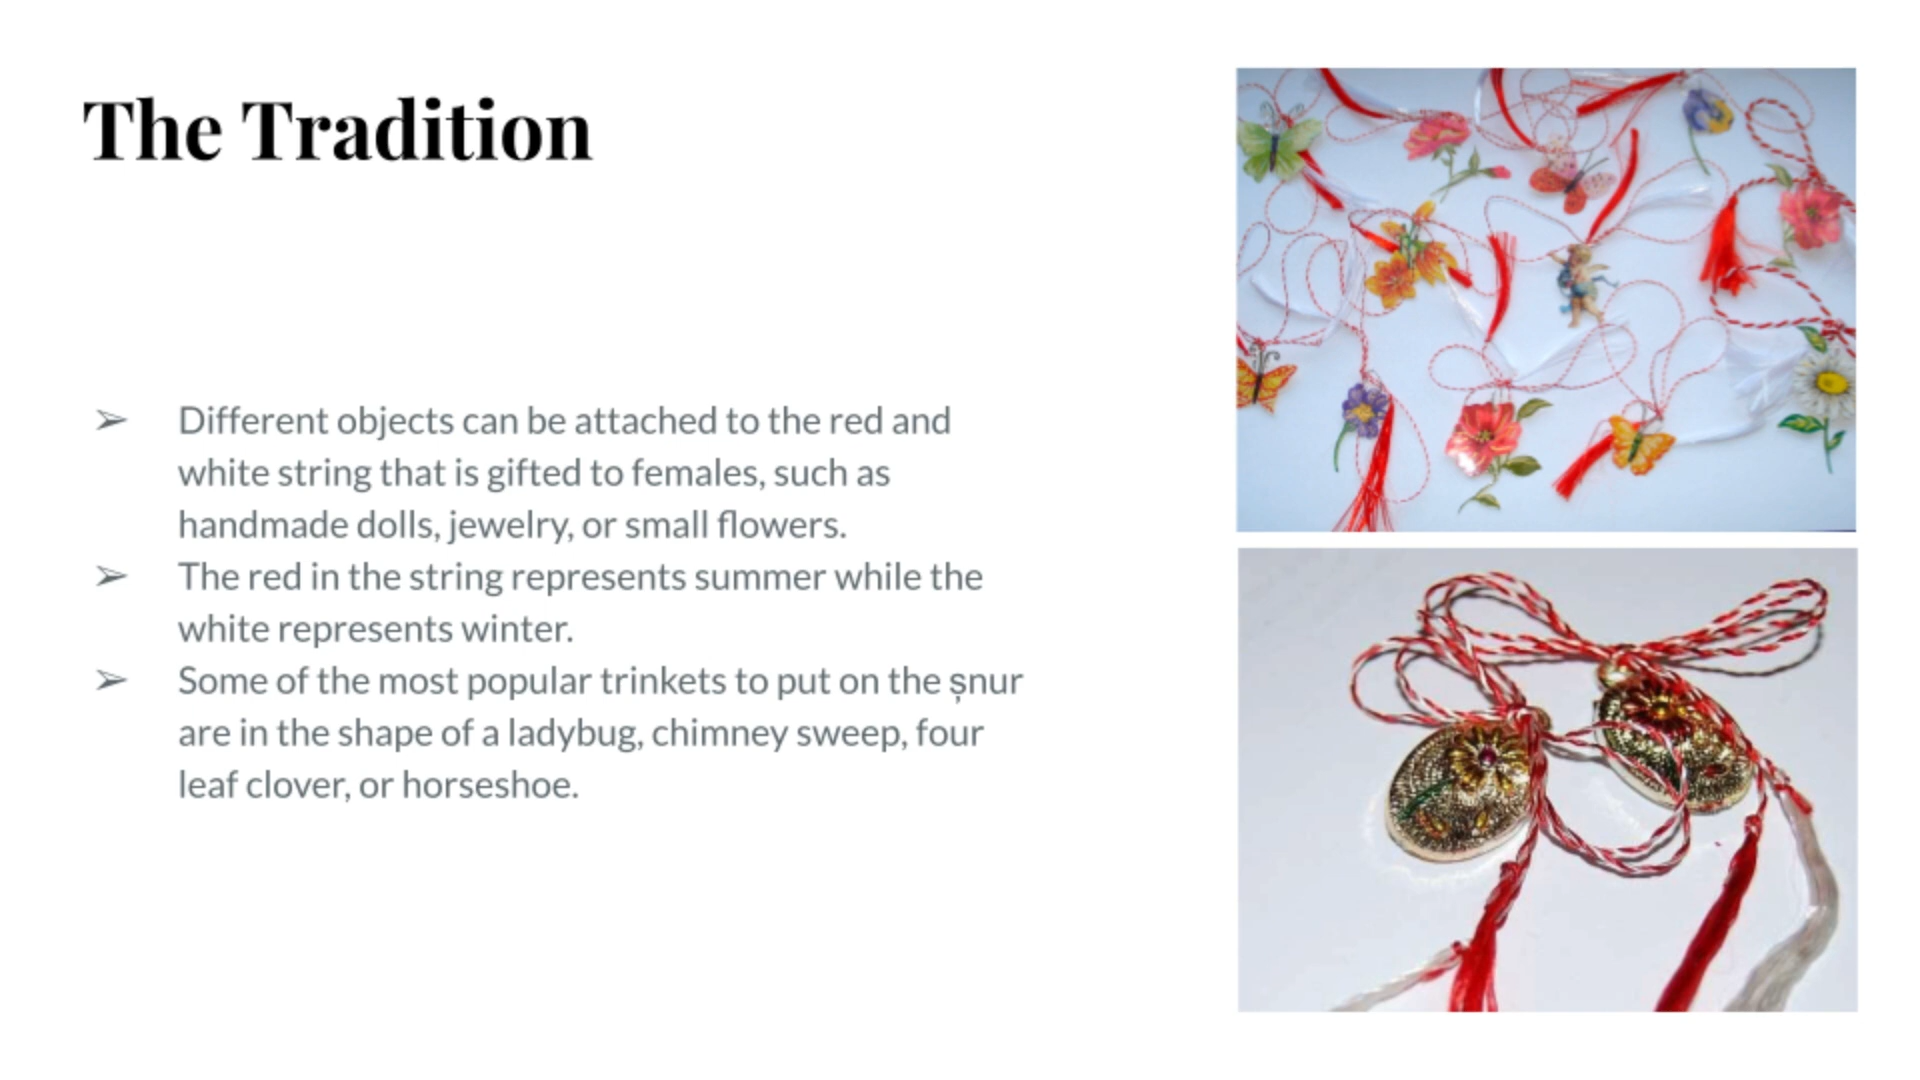 The Tradition
➢ Different objects can be attached to the red and
white string that is gifted to females, such as
handmade dolls, jewelry, or small flowers.
➢ The red in the string represents summer while the
white represents winter.
➢ Some of the most popular trinkets to put on the șnur
are in the shape of a ladybug, chimney sweep, four
leaf clover, or horseshoe.